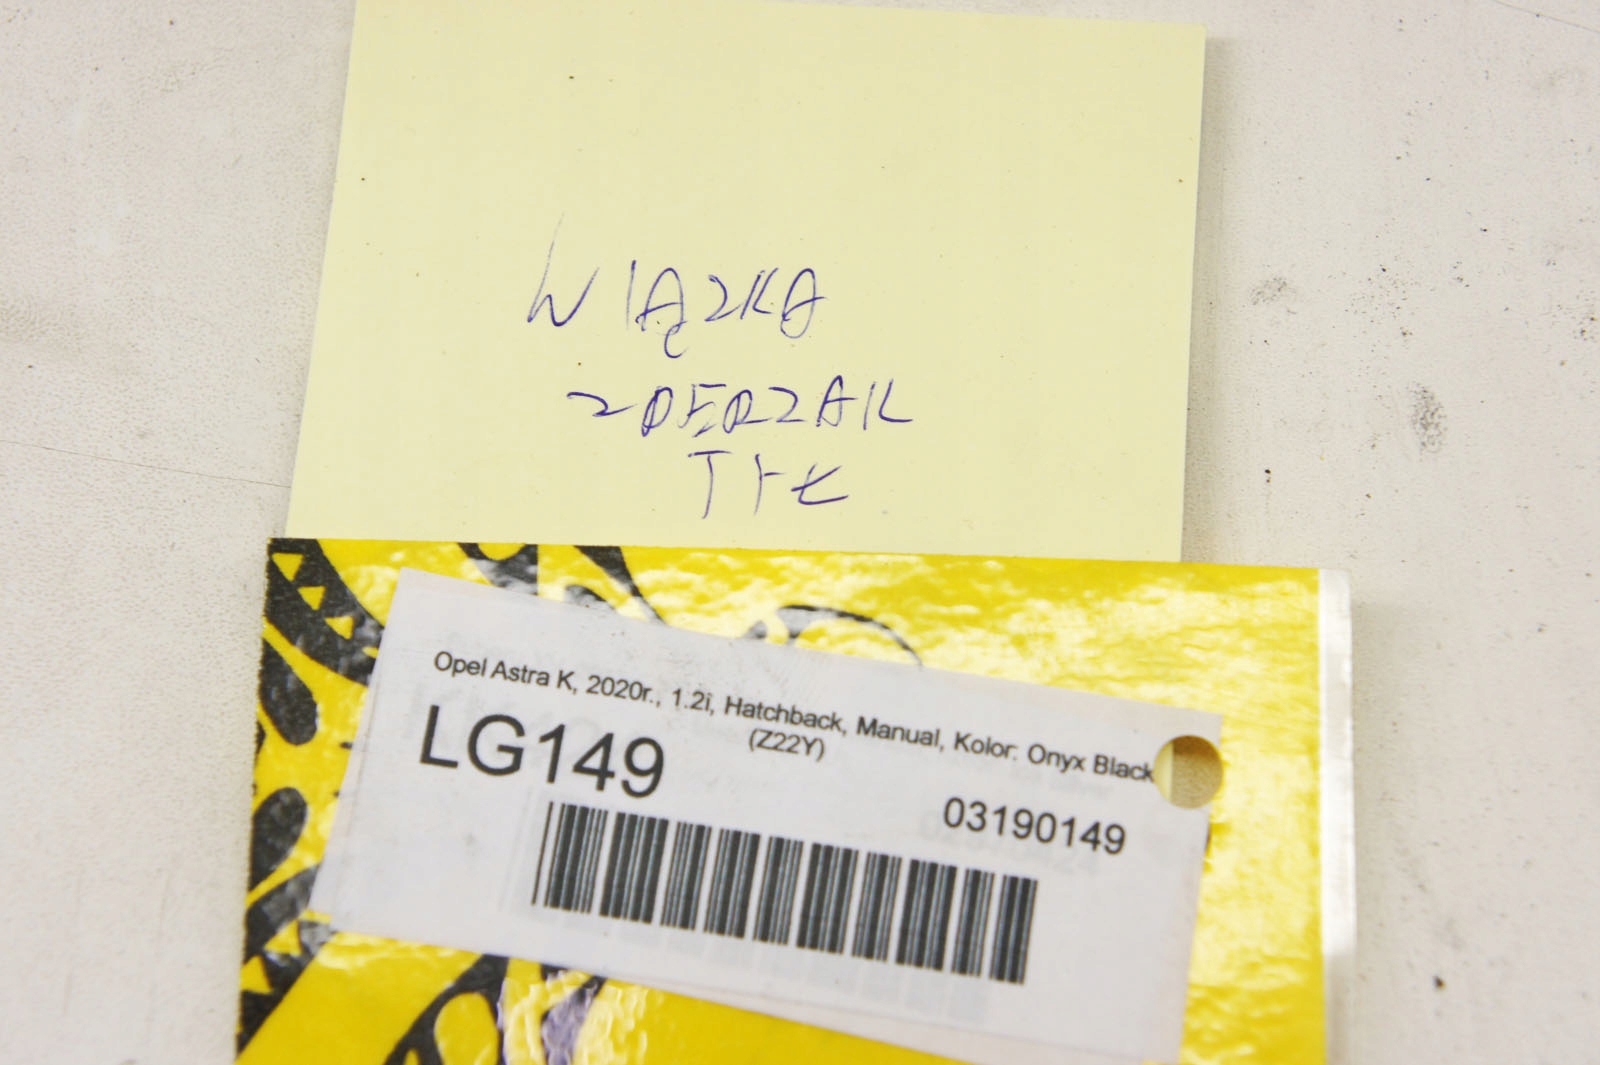 WIĄZKA
ZDERZAK
TYŁ
Opel Astra K, 2020r., 1.2i, Hatchback, Manual, Kolor: Onyx Black
(Z22Y)
LG149
03190149